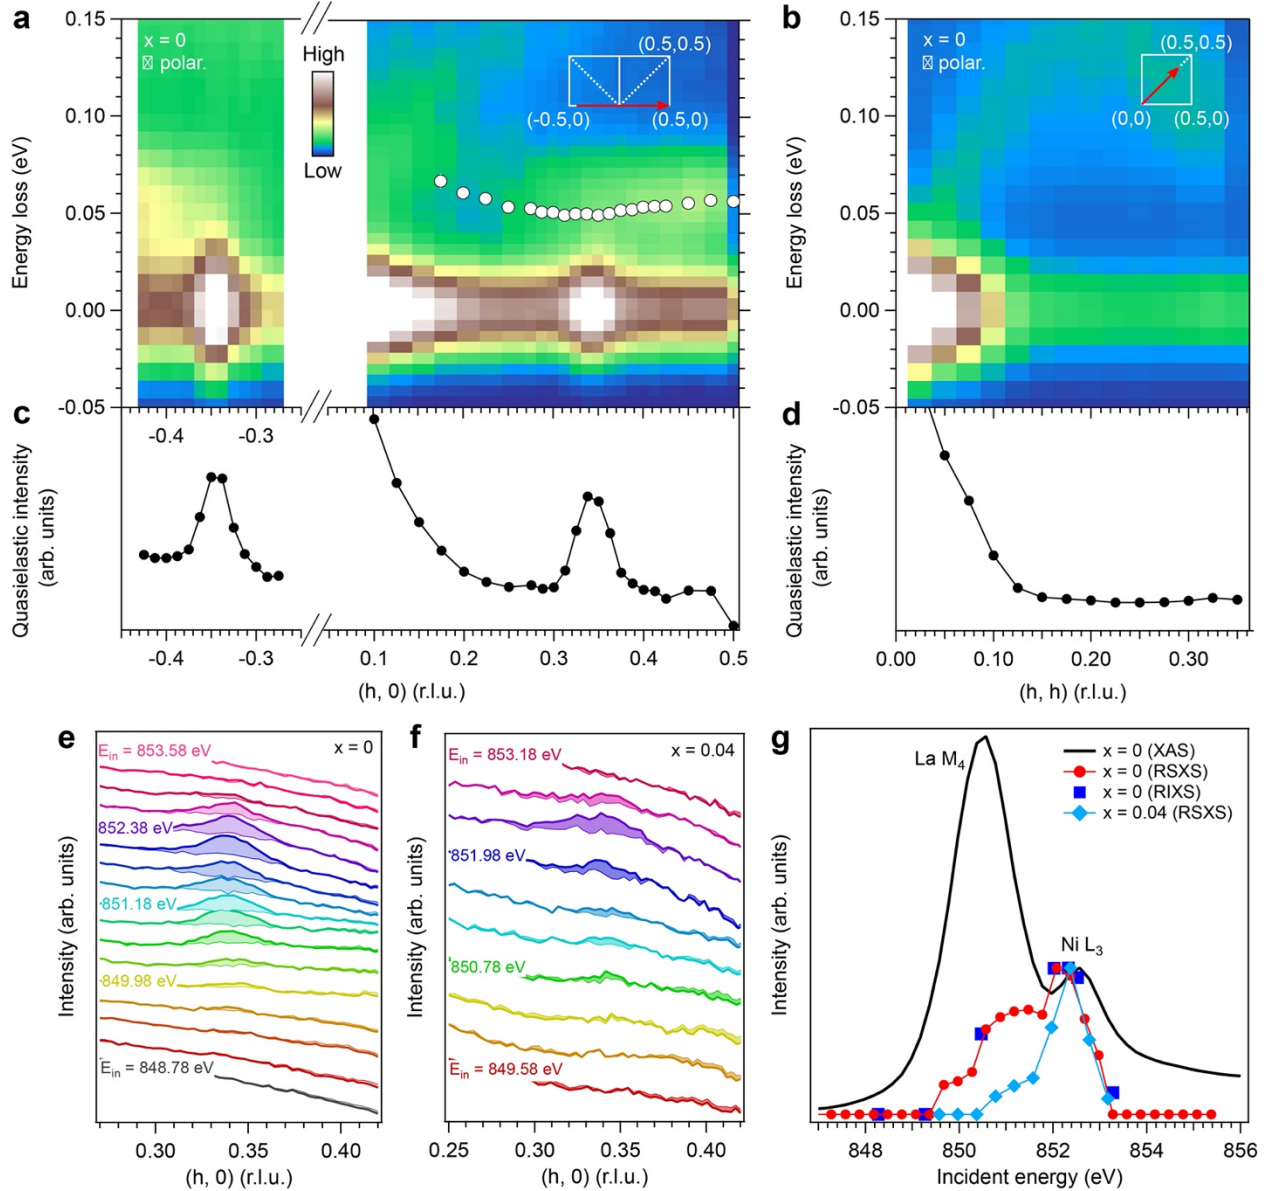 a
0.15
0.10
0.05
0.00
-0.05
Energy loss (eV)
x = 0
polar.
High
Low
(0.5,0.5)
(-0.5,0)
(0.5,0)
b
0.15
0.10
0.05
0.00
-0.05
Energy loss (eV)
x = 0
polar.
(0.5,0.5)
(0,0)
(0.5,0)
c
-0.4
-0.3
Quasielastic intensity
(arb. units)
-0.4
-0.3
0.1
0.2
0.3
0.4
0.5
(h, 0) (r.l.u.)
d
Quasielastic intensity
(arb. units)
0.00
0.10
0.20
0.30
(h, h) (r.l.u.)
e
Ein = 853.58 eV
x = 0
852.38 eV
851.18 eV
849.98 eV
Ein = 848.78 eV
Intensity (arb. units)
0.30
0.35
0.40
(h, 0) (r.l.u.)
f
Ein = 853.18 eV
x = 0.04
851.98 eV
850.78 eV
Ein = 849.58 eV
Intensity (arb. units)
0.25
0.30
0.35
0.40
(h, 0) (r.l.u.)
g
La M4
Ni L3
x = 0 (XAS)
x = 0 (RSXS)
x = 0 (RIXS)
x = 0.04 (RSXS)
Intensity (arb. units)
848
850
852
854
856
Incident energy (eV)